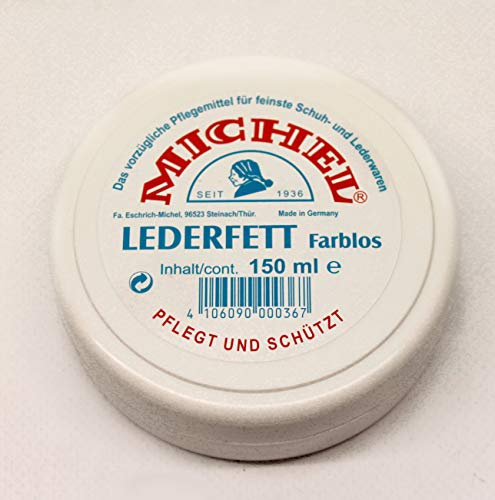 Das vorzügliche Pflegemittel für feinste Schuh- und Lederwaren
MICHEL®
SEIT 1936
Fa. Eschrich-Michel, 96523 Steinach/Thür. Made in Germany
LEDERFETT Farblos
Inhalt/cont. 150 ml ℮
4 106090 000367
PFLEGT UND SCHÜTZT